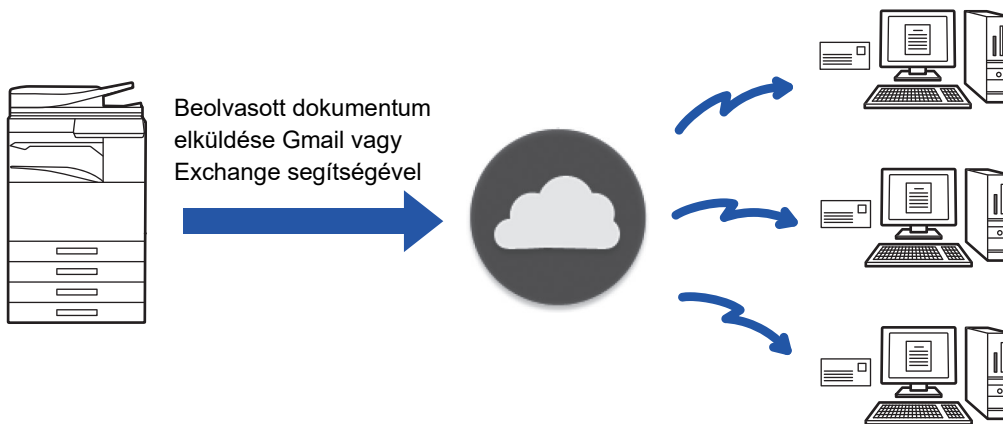 Beolvasott dokumentum
elküldése Gmail vagy
Exchange segítségével